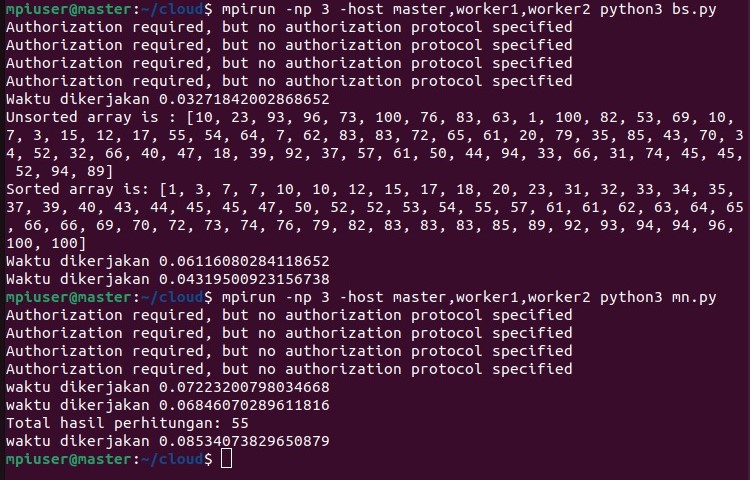 mpiuser@master:~/cloud$ mpirun -np 3 -host master,worker1,worker2 python3 bs.py
Authorization required, but no authorization protocol specified
Authorization required, but no authorization protocol specified
Authorization required, but no authorization protocol specified
Authorization required, but no authorization protocol specified
Waktu dikerjakan 0.03271842002868652
Unsorted array is : [10, 23, 93, 96, 73, 100, 76, 83, 63, 1, 100, 82, 53, 69, 10,
7, 3, 15, 12, 17, 55, 54, 64, 7, 62, 83, 83, 72, 65, 61, 20, 79, 35, 85, 43, 70, 3
4, 52, 32, 66, 40, 47, 18, 39, 92, 37, 57, 61, 50, 44, 94, 33, 66, 31, 74, 45, 45,
 52, 94, 89]
Sorted array is: [1, 3, 7, 7, 10, 10, 12, 15, 17, 18, 20, 23, 31, 32, 33, 34, 35,
37, 39, 40, 43, 44, 45, 45, 47, 50, 52, 52, 53, 54, 55, 57, 61, 61, 62, 63, 64, 65
, 66, 66, 69, 70, 72, 73, 74, 76, 79, 82, 83, 83, 83, 85, 89, 92, 93, 94, 94, 96,
100, 100]
Waktu dikerjakan 0.06116080284118652
Waktu dikerjakan 0.04319500923156738
mpiuser@master:~/cloud$ mpirun -np 3 -host master,worker1,worker2 python3 mn.py
Authorization required, but no authorization protocol specified
Authorization required, but no authorization protocol specified
Authorization required, but no authorization protocol specified
Authorization required, but no authorization protocol specified
waktu dikerjakan 0.07223200798034668
waktu dikerjakan 0.06846070289611816
Total hasil perhitungan: 55
waktu dikerjakan 0.08534073829650879
mpiuser@master:~/cloud$